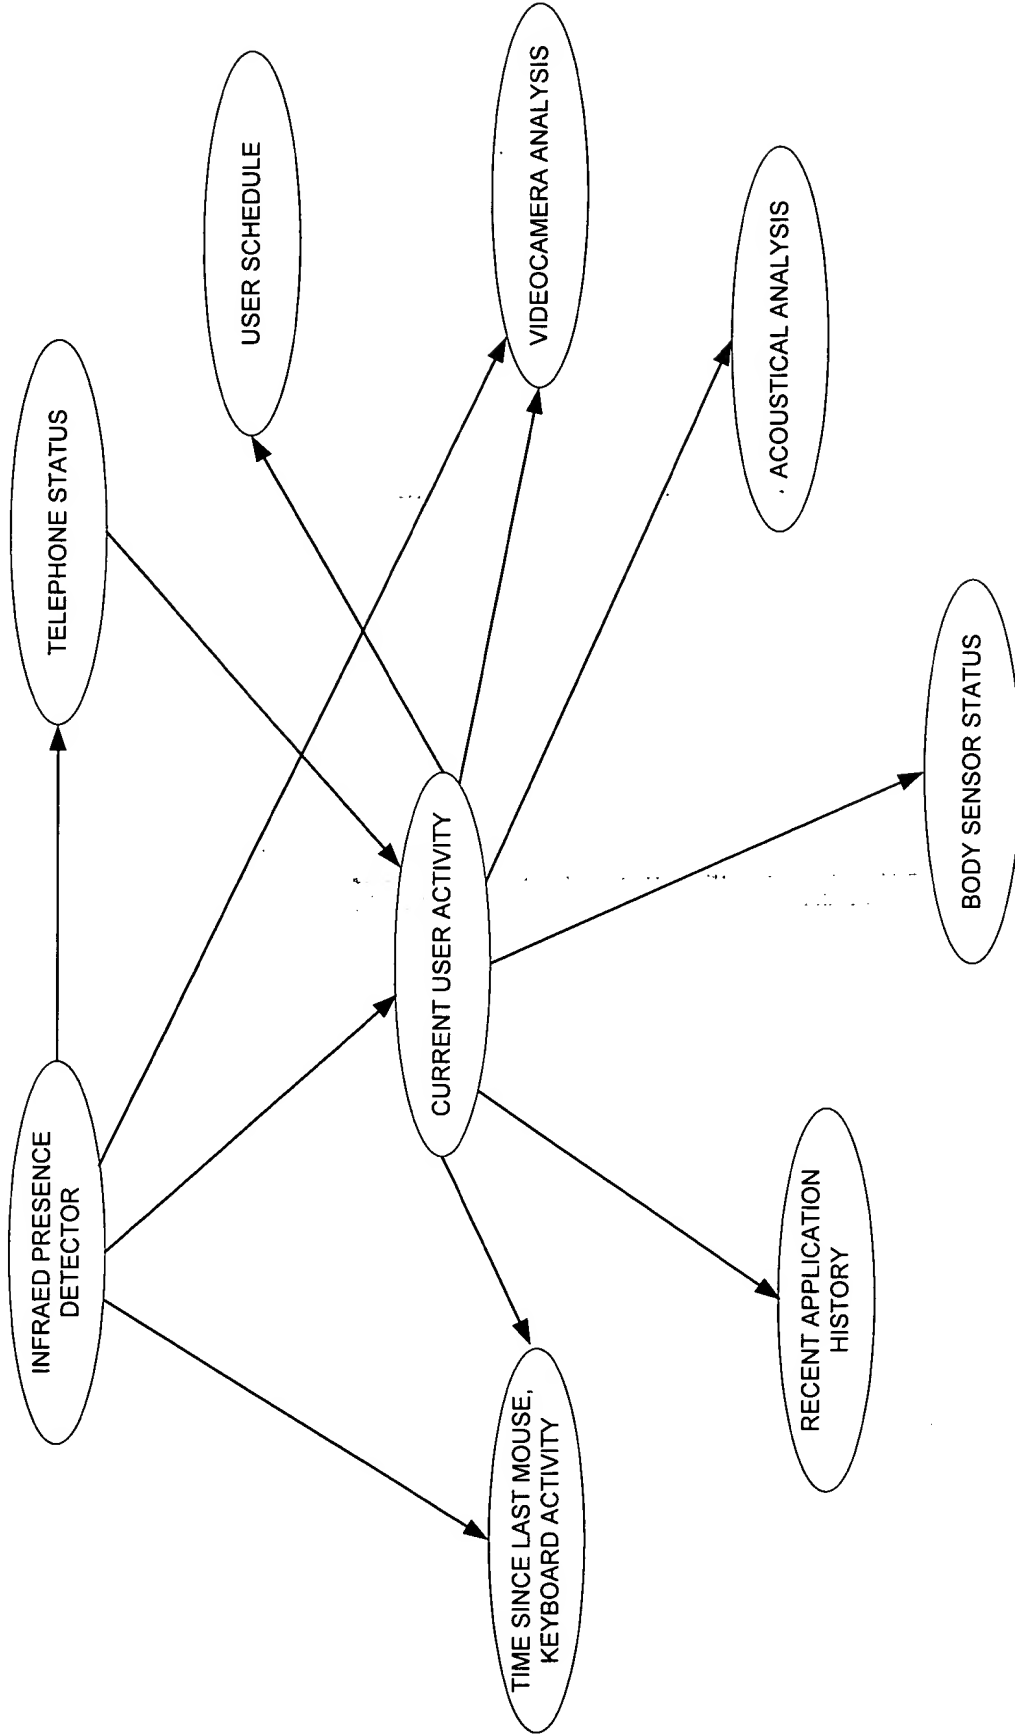 INFRAED PRESENCE
DETECTOR
TELEPHONE STATUS
USER SCHEDULE
CURRENT USER ACTIVITY
TIME SINCE LAST MOUSE,
KEYBOARD ACTIVITY
VIDEOCAMERA ANALYSIS
ACOUSTICAL ANALYSIS
RECENT APPLICATION
HISTORY
BODY SENSOR STATUS